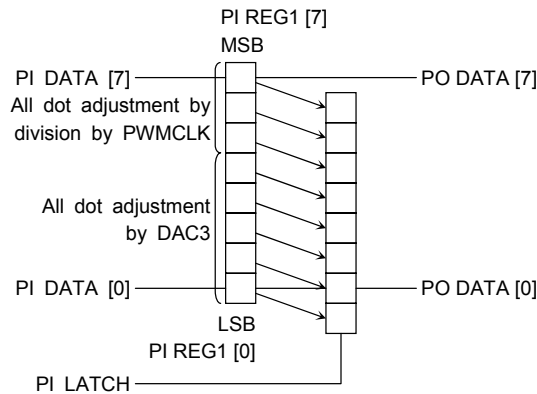 PI REG1 [7]
MSB
PI DATA [7]
PO DATA [7]
All dot adjustment by
division by PWMCLK
All dot adjustment
by DAC3
PI DATA [0]
PO DATA [0]
LSB
PI REG1 [0]
PI LATCH